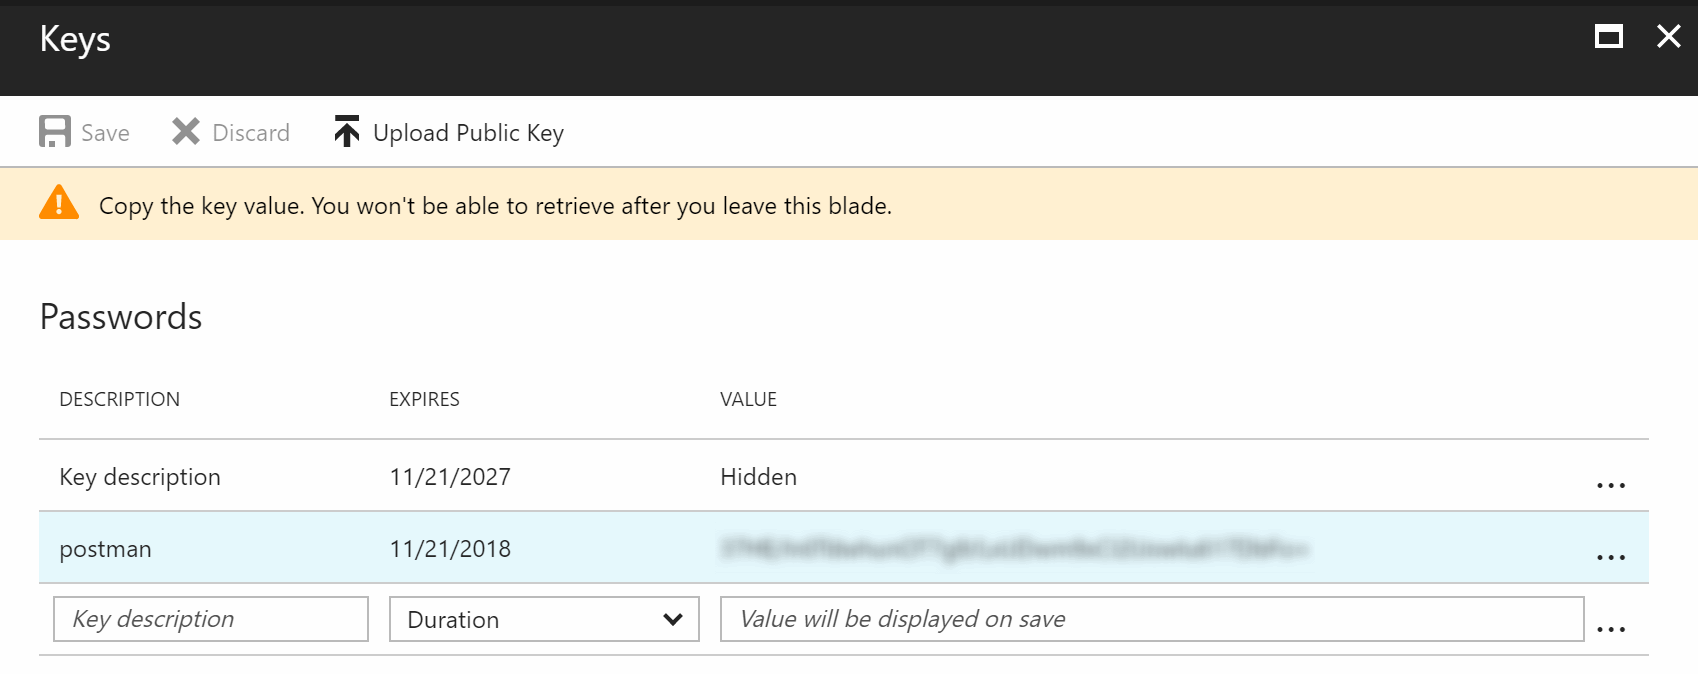 Keys
Save Discard Upload Public Key
Copy the key value. You won't be able to retrieve after you leave this blade.
Passwords
DESCRIPTION EXPIRES VALUE
Key description 11/21/2027 Hidden ...
postman 11/21/2018 ...
Key description Duration Value will be displayed on save ...